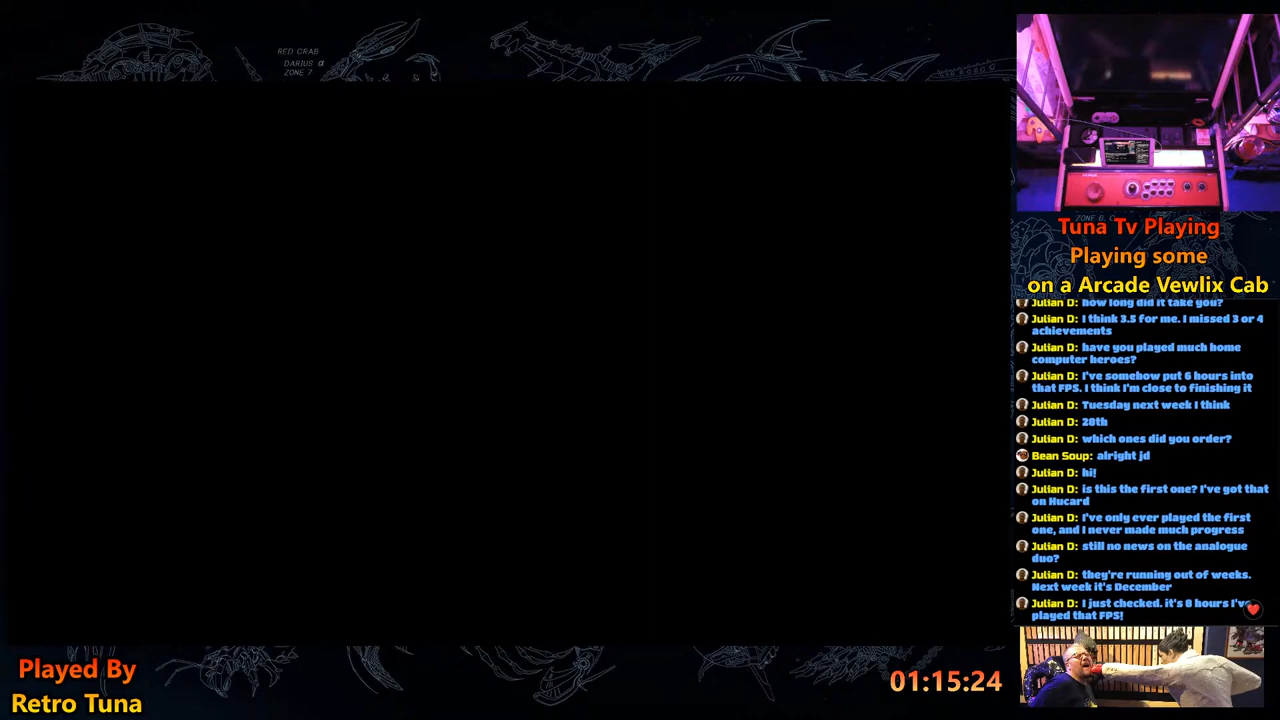 RED CRAB
DARIUS α
ZONE 7
Tuna Tv Playing
Playing some
on a Arcade Vewlix Cab
Julian D: how long did it take you?
Julian D: I think 3.5 for me. I missed 3 or 4
achievements
Julian D: have you played much home
computer heroes?
Julian D: I've somehow put 6 hours into
that FPS. I think I'm close to finishing it
Julian D: Tuesday next week I think
Julian D: 28th
Julian D: which ones did you order?
Bean Soup: alright jd
Julian D: hi!
Julian D: is this the first one? I've got that
on Hucard
Julian D: I've only ever played the first
one, and I never made much progress
Julian D: still no news on the analogue
duo?
Julian D: they're running out of weeks.
Next week it's December
Julian D: I just checked. it's 8 hours I've
played that FPS!
Played By
Retro Tuna
01:15:24